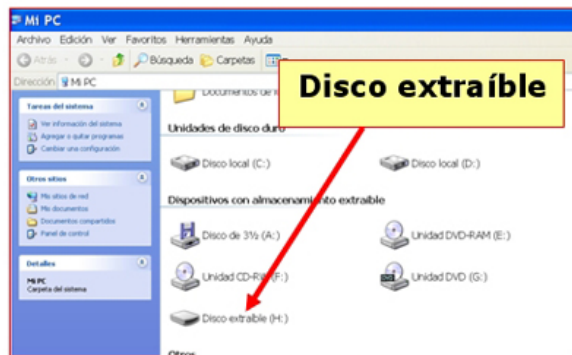 Mi PC
Archivo Edición Ver Favoritos Herramientas Ayuda
Atrás Búsqueda Carpetas
Dirección Mi PC
Disco extraíble
Tareas del sistema
Ver información del sistema
Agregar o quitar programas
Cambiar una configuración
Otros sitios
Mis sitios de red
Mis documentos
Documentos compartidos
Panel de control
Detalles
Mi PC
Carpeta del sistema
Documentos de
Unidades de disco duro
Disco local (C:)
Disco local (D:)
Dispositivos con almacenamiento extraíble
Disco de 3½ (A:)
Unidad DVD-RAM (E:)
Unidad CD-RW (F:)
Unidad DVD (G:)
Disco extraíble (H:)
Otros